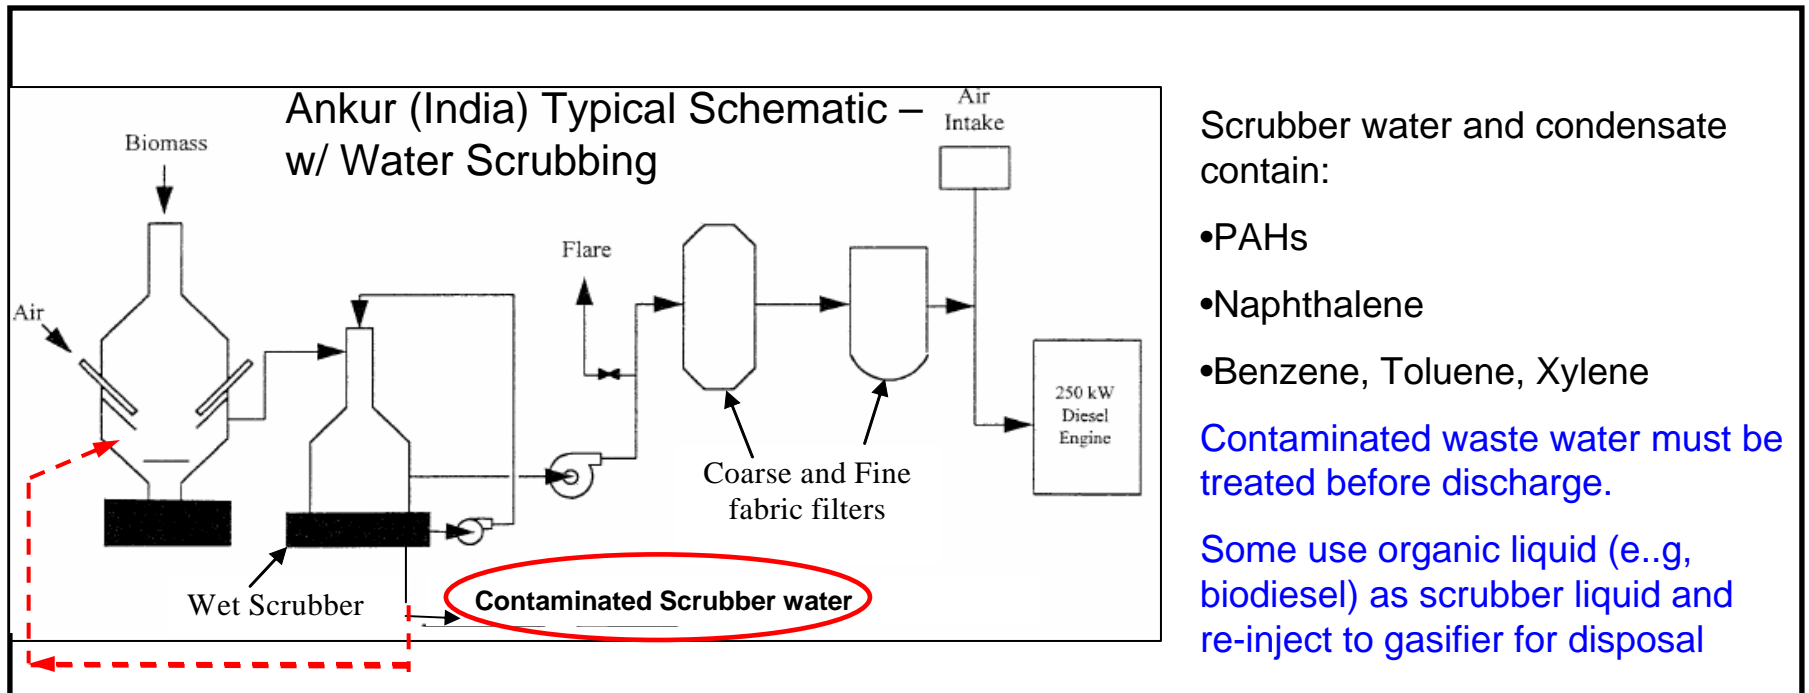 Ankur (India) Typical Schematic –
w/ Water Scrubbing
Air
Intake
Biomass
Flare
Air
250 kW
Diesel
Engine
Coarse and Fine
fabric filters
Wet Scrubber
Contaminated Scrubber water
Scrubber water and condensate
contain:
•PAHs
•Naphthalene
•Benzene, Toluene, Xylene
Contaminated waste water must be
treated before discharge.
Some use organic liquid (e..g,
biodiesel) as scrubber liquid and
re-inject to gasifier for disposal